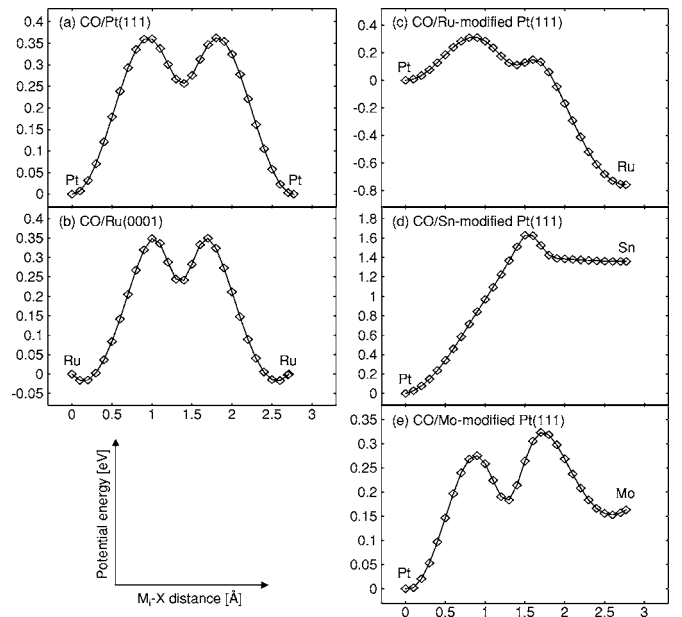 (a) CO/Pt(111)
0.4
0.35
0.3
0.25
0.2
0.15
0.1
0.05
0
Pt
Pt
(b) CO/Ru(0001)
0.4
0.35
0.3
0.25
0.2
0.15
0.1
0.05
0
-0.05
Ru
Ru
0 0.5 1 1.5 2 2.5 3
Potential energy [eV]
Mᵢ-X distance [Å]
(c) CO/Ru-modified Pt(111)
0.4
0.2
0
-0.2
-0.4
-0.6
-0.8
Pt
Ru
(d) CO/Sn-modified Pt(111)
1.8
1.6
1.4
1.2
1
0.8
0.6
0.4
0.2
0
Pt
Sn
(e) CO/Mo-modified Pt(111)
0.35
0.3
0.25
0.2
0.15
0.1
0.05
0
Pt
Mo
0 0.5 1 1.5 2 2.5 3